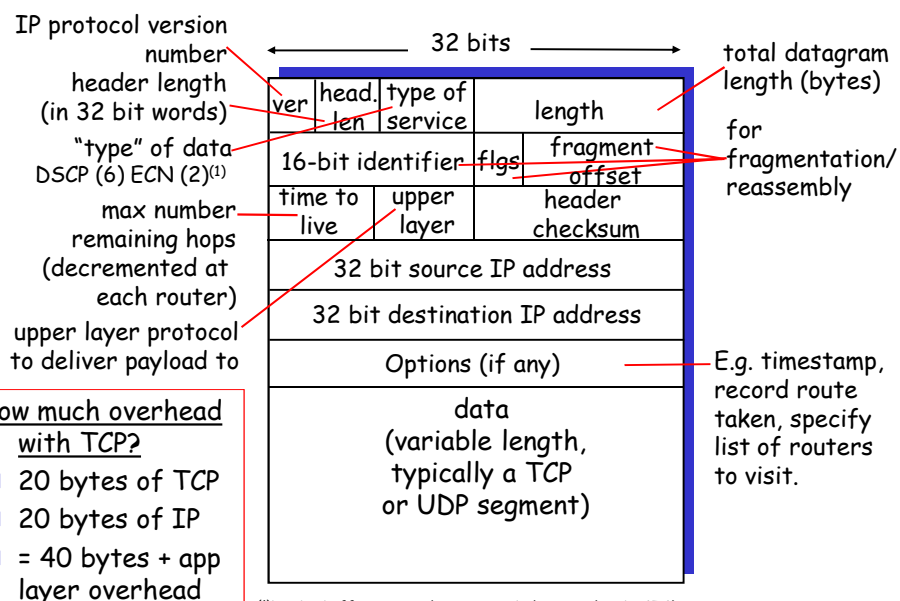 IP protocol version
number
header length
(in 32 bit words)
"type" of data
DSCP (6) ECN (2)(1)
max number
remaining hops
(decremented at
each router)
upper layer protocol
to deliver payload to
32 bits
ver
head.
len
type of
service
length
16-bit identifier
flgs
fragment
offset
time to
live
upper
layer
header
checksum
32 bit source IP address
32 bit destination IP address
Options (if any)
data
(variable length,
typically a TCP
or UDP segment)
total datagram
length (bytes)
for
fragmentation/
reassembly
E.g. timestamp,
record route
taken, specify
list of routers
to visit.
much overhead
with TCP?
20 bytes of TCP
20 bytes of IP
= 40 bytes + app
layer overhead